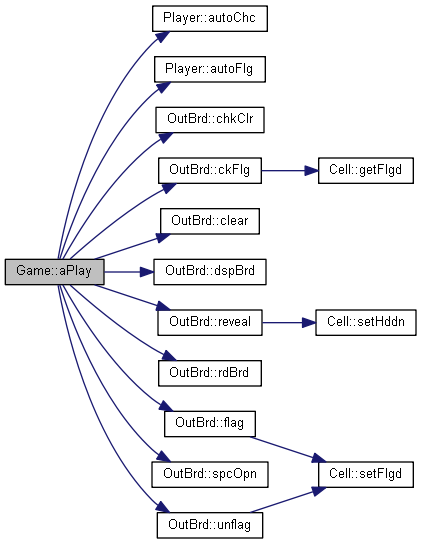 Player::autoChc
Player::autoFlg
OutBrd::chkClr
OutBrd::ckFlg
Cell::getFlgd
OutBrd::clear
Game::aPlay
OutBrd::dspBrd
OutBrd::reveal
Cell::setHddn
OutBrd::rdBrd
OutBrd::flag
OutBrd::spcOpn
Cell::setFlgd
OutBrd::unflag